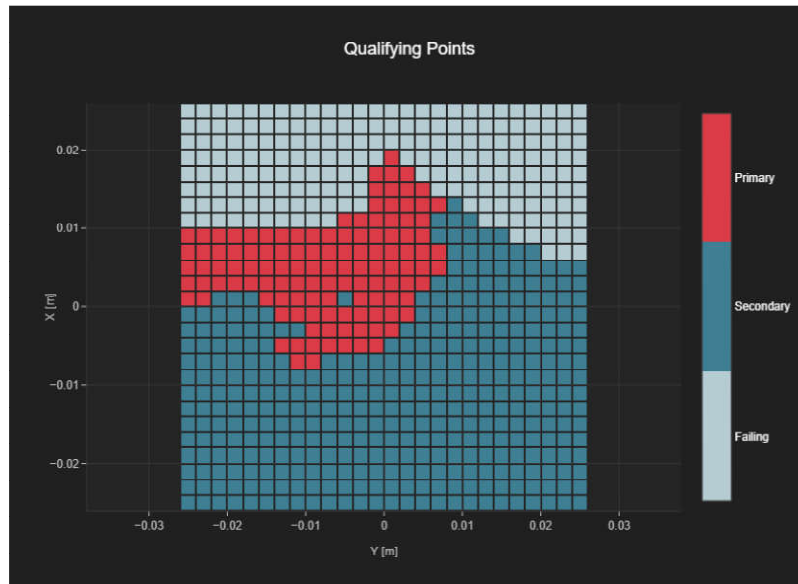 Qualifying Points
0.02
0.01
0
−0.01
−0.02
X [m]
−0.03
−0.02
−0.01
0
0.01
0.02
0.03
Y [m]
Primary
Secondary
Failing